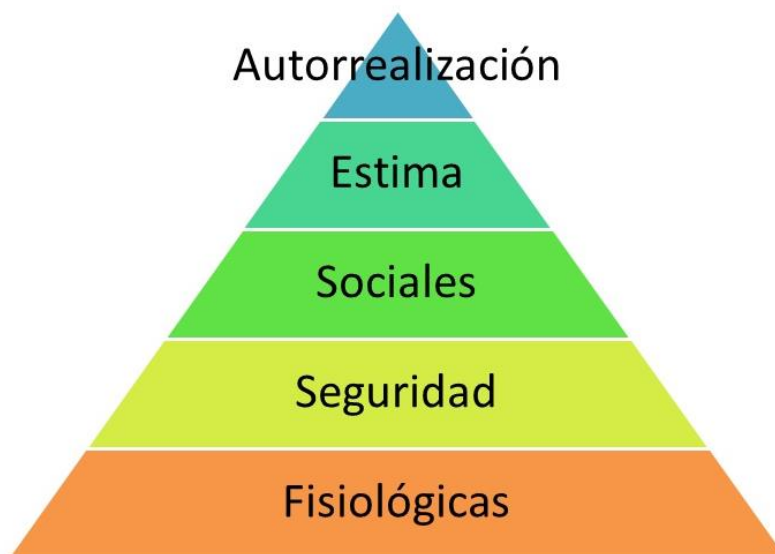 Autorrealización
Estima
Sociales
Seguridad
Fisiológicas